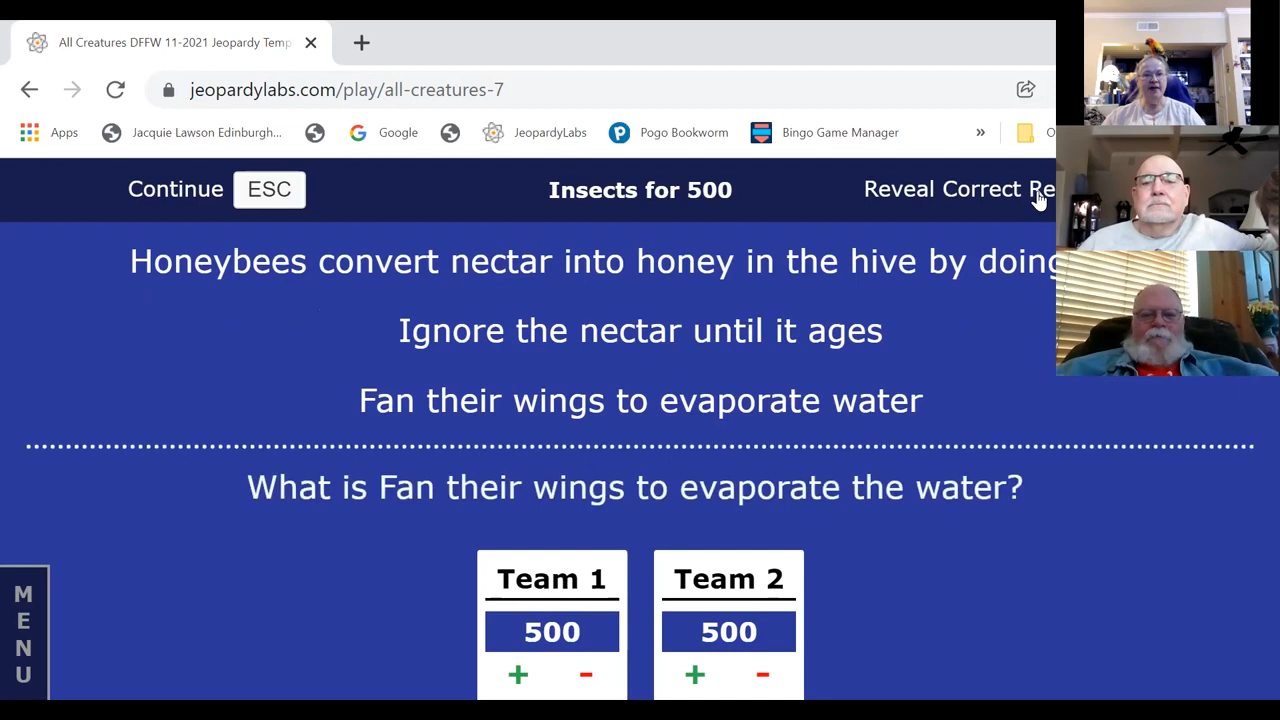 All Creatures DFFW 11-2021 Jeopardy Temp
jeopardylabs.com/play/all-creatures-7
Apps
Jacquie Lawson Edinburgh...
Google
JeopardyLabs
Pogo Bookworm
Bingo Game Manager
»
Continue ESC
Insects for 500
Reveal Correct Re
Honeybees convert nectar into honey in the hive by doing
Ignore the nectar until it ages
Fan their wings to evaporate water
What is Fan their wings to evaporate the water?
MENU
Team 1 Team 2
500 500
+ - + -